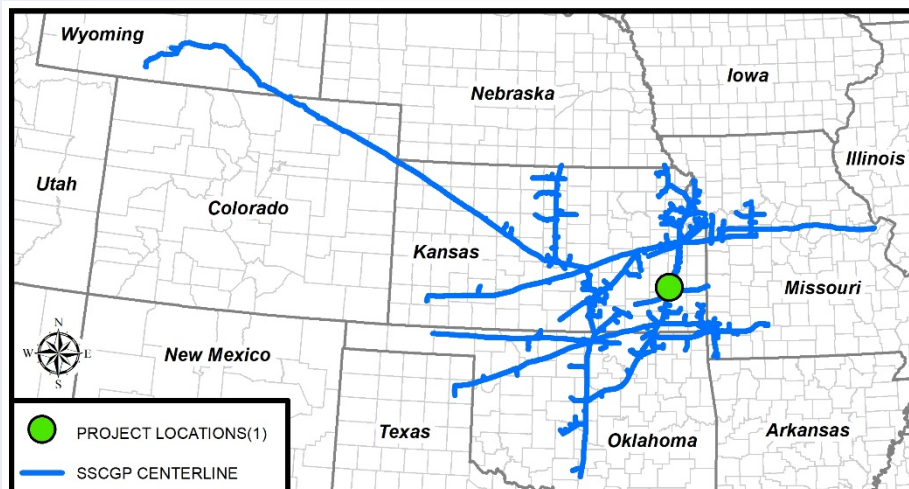 Wyoming
Nebraska
Iowa
Illinois
Utah
Colorado
Kansas
Missouri
New Mexico
Texas
Oklahoma
Arkansas
N
W E
S
PROJECT LOCATIONS(1)
SSCGP CENTERLINE